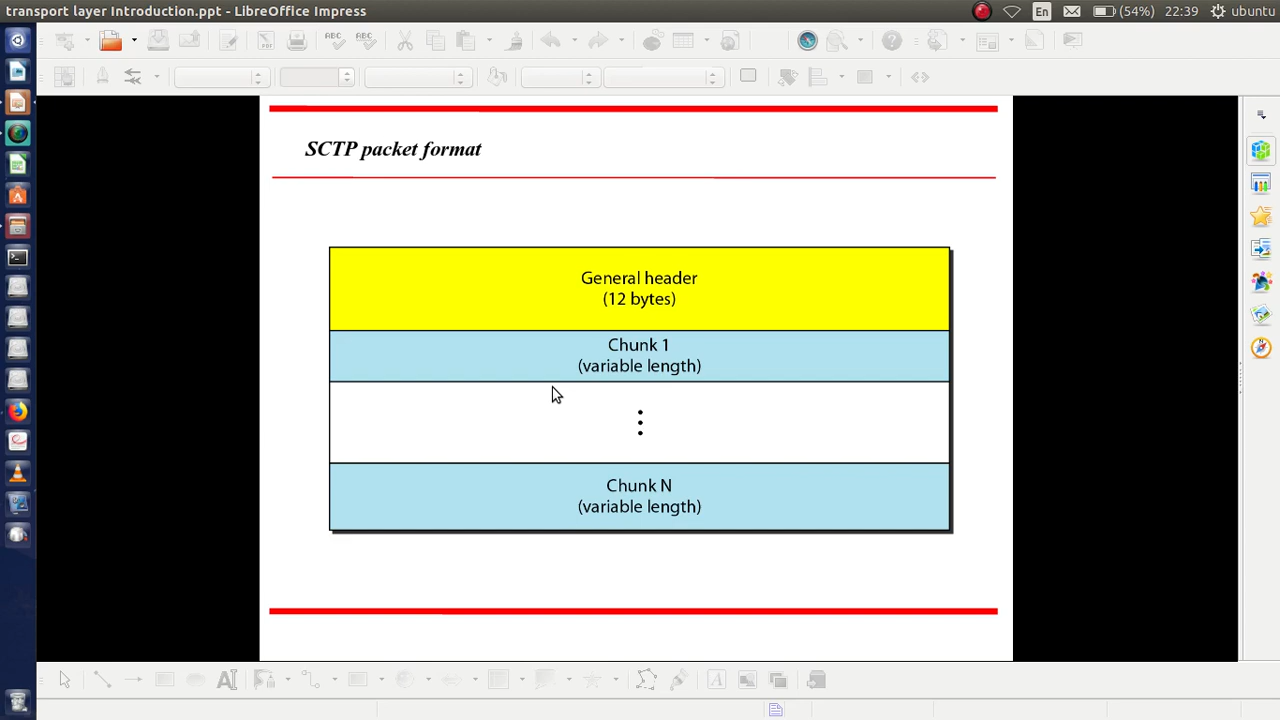 transport layer Introduction.ppt - LibreOffice Impress
En
(54%)
22:39
ubuntu
SCTP packet format
General header
(12 bytes)
Chunk 1
(variable length)
⋮
Chunk N
(variable length)